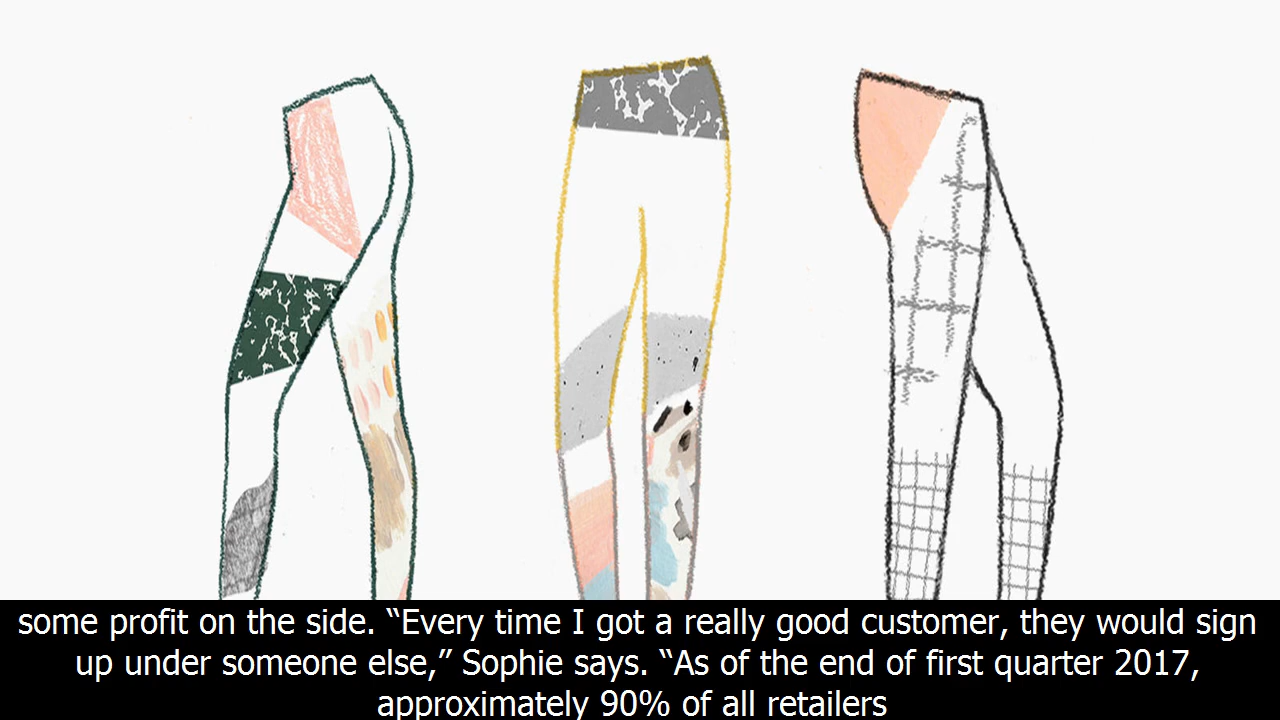 some profit on the side. “Every time I got a really good customer, they would sign
up under someone else,” Sophie says. “As of the end of first quarter 2017,
approximately 90% of all retailers